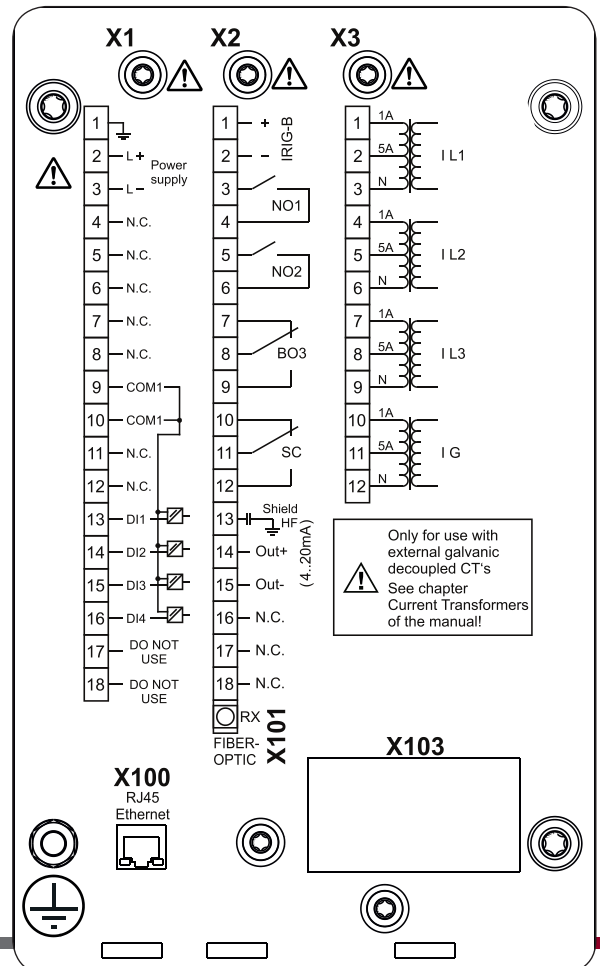 X1
X2
X3
1
2 L+ Power
supply
3 L-
4 N.C.
5 N.C.
6 N.C.
7 N.C.
8 N.C.
9 COM1
10 COM1
11 N.C.
12 N.C.
13 DI1
14 DI2
15 DI3
16 DI4
17 DO NOT
USE
18 DO NOT
USE
1 +
2 -
IRIG-B
3
NO1
4
5
NO2
6
7
8 BO3
9
10
11 SC
12
13 Shield
HF
14 Out+
15 Out-
(4..20mA)
16 N.C.
17 N.C.
18 N.C.
RX
FIBER-
OPTIC
X101
1 1A
2 5A I L1
3 N
4 1A
5 5A I L2
6 N
7 1A
8 5A I L3
9 N
10 1A
11 5A I G
12 N
Only for use with
external galvanic
decoupled CT's
See chapter
Current Transformers
of the manual!
X100
RJ45
Ethernet
X103